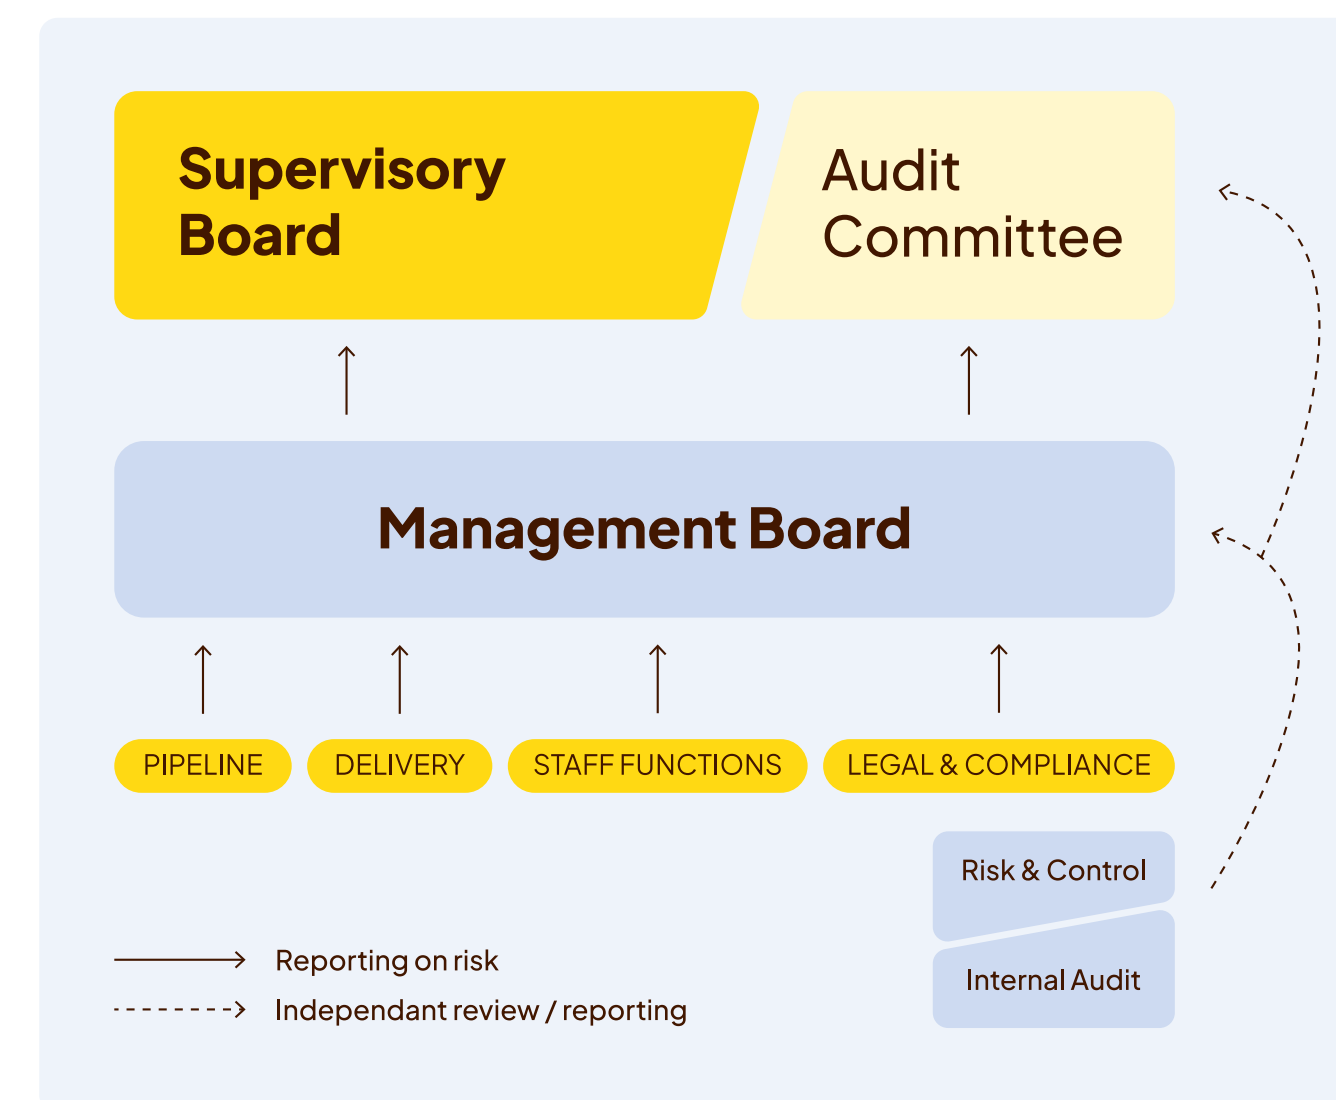 Supervisory
Board
Audit
Committee
Management Board
PIPELINE
DELIVERY
STAFF FUNCTIONS
LEGAL & COMPLIANCE
Risk & Control
Internal Audit
Reporting on risk
Independant review / reporting